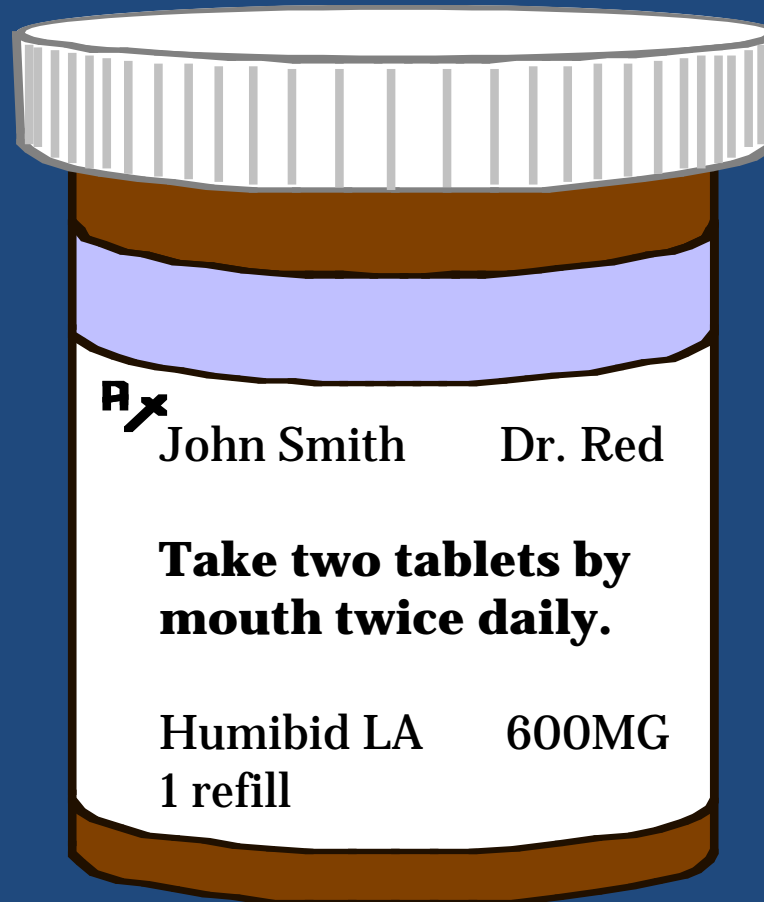 Rx
John Smith Dr. Red
Take two tablets by
mouth twice daily.
Humibid LA 600MG
1 refill